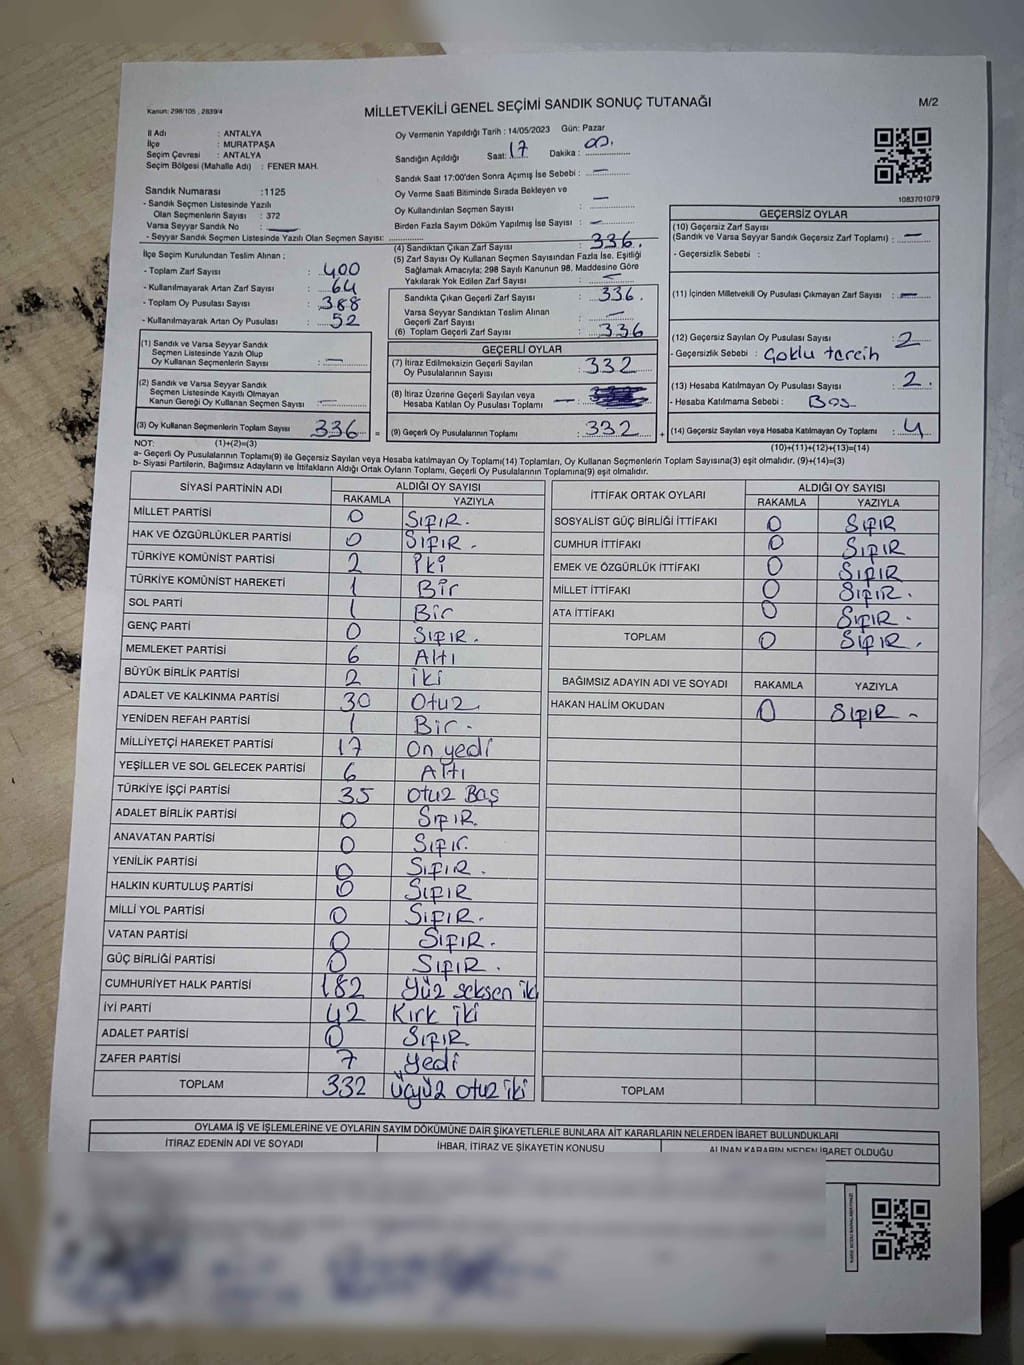 Kanun: 298/105 , 2839/4
MİLLETVEKİLİ GENEL SEÇİMİ SANDIK SONUÇ TUTANAĞI
M/2
İl Adı : ANTALYA
İlçe : MURATPAŞA
Seçim Çevresi : ANTALYA
Seçim Bölgesi (Mahalle Adı) : FENER MAH.
Sandık Numarası :1125
- Sandık Seçmen Listesinde Yazılı
Olan Seçmenlerin Sayısı : 372
Varsa Seyyar Sandık No : —
- Seyyar Sandık Seçmen Listesinde Yazılı Olan Seçmen Sayısı:
Oy Vermenin Yapıldığı Tarih : 14/05/2023 Gün: Pazar
Sandığın Açıldığı Saat: 17 Dakika :
Sandık Saat 17:00'den Sonra Açımış İse Sebebi : —
Oy Verme Saati Bitiminde Sırada Bekleyen ve
Oy Kullandırılan Seçmen Sayısı : —
Birden Fazla Sayım Döküm Yapılmış İse Sayısı : —
1083701079
İlçe Seçim Kurulundan Teslim Alınan ;
- Toplam Zarf Sayısı : 400
- Kullanılmayarak Artan Zarf Sayısı : 64
- Toplam Oy Pusulası Sayısı : 388
- Kullanılmayarak Artan Oy Pusulası : 52
(1) Sandık ve Varsa Seyyar Sandık
Seçmen Listesinde Yazılı Olup
Oy Kullanan Seçmenlerin Sayısı : —
(2) Sandık ve Varsa Seyyar Sandık
Seçmen Listesinde Kayıtlı Olmayan
Kanun Gereği Oy Kullanan Seçmen Sayısı : —
(3) Oy Kullanan Seçmenlerin Toplam Sayısı : 336 =
(4) Sandıktan Çıkan Zarf Sayısı : 336.
(5) Zarf Sayısı Oy Kullanan Seçmen Sayısından Fazla İse, Eşitliği
Sağlamak Amacıyla; 298 Sayılı Kanunun 98. Maddesine Göre
Yakılarak Yok Edilen Zarf Sayısı : —
Sandıkta Çıkan Geçerli Zarf Sayısı : 336.
Varsa Seyyar Sandıktan Teslim Alınan
Geçerli Zarf Sayısı : —
(6) Toplam Geçerli Zarf Sayısı : 336
GEÇERLİ OYLAR
(7) İtiraz Edilmeksizin Geçerli Sayılan
Oy Pusulalarının Sayısı : 332
(8) İtiraz Üzerine Geçerli Sayılan veya
Hesaba Katılan Oy Pusulası Toplamı : —
(9) Geçerli Oy Pusulalarının Toplamı : 332 +
GEÇERSİZ OYLAR
(10) Geçersiz Zarf Sayısı
(Sandık ve Varsa Seyyar Sandık Geçersiz Zarf Toplamı) : —
- Geçersizlik Sebebi :
(11) İçinden Milletvekili Oy Pusulası Çıkmayan Zarf Sayısı : —
(12) Geçersiz Sayılan Oy Pusulası Sayısı : 2
- Geçersizlik Sebebi : Çoklu tercih
(13) Hesaba Katılmayan Oy Pusulası Sayısı : 2.
- Hesaba Katılmama Sebebi : Boş
(14) Geçersiz Sayılan veya Hesaba Katılmayan Oy Toplamı : 4
(10)+(11)+(12)+(13)=(14)
NOT: (1)+(2)=(3)
a- Geçerli Oy Pusulalarının Toplamı(9) ile Geçersiz Sayılan veya Hesaba Katılmayan Oy Toplamı(14) Toplamları, Oy Kullanan Seçmenlerin Toplam Sayısına(3) eşit olmalıdır. (9)+(14)=(3)
b- Siyasi Partilerin, Bağımsız Adayların ve İttifakların Aldığı Ortak Oyların Toplamı, Geçerli Oy Pusulalarının Toplamına(9) eşit olmalıdır.
SİYASİ PARTİNİN ADI ALDIĞI OY SAYISI
RAKAMLA YAZIYLA
MİLLET PARTİSİ 0 Sıfır.
HAK VE ÖZGÜRLÜKLER PARTİSİ 0 Sıfır.
TÜRKİYE KOMÜNİST PARTİSİ 2 İki
TÜRKİYE KOMÜNİST HAREKETİ 1 Bir
SOL PARTİ 1 Bir
GENÇ PARTİ 0 Sıfır.
MEMLEKET PARTİSİ 6 Altı
BÜYÜK BİRLİK PARTİSİ 2 iki
ADALET VE KALKINMA PARTİSİ 30 Otuz
YENİDEN REFAH PARTİSİ 1 Bir.
MİLLİYETÇİ HAREKET PARTİSİ 17 On yedi
YEŞİLLER VE SOL GELECEK PARTİSİ 6 Altı
TÜRKİYE İŞÇİ PARTİSİ 35 Otuz Beş
ADALET BİRLİK PARTİSİ 0 Sıfır.
ANAVATAN PARTİSİ 0 Sıfır.
YENİLİK PARTİSİ 0 Sıfır.
HALKIN KURTULUŞ PARTİSİ 0 Sıfır
MİLLİ YOL PARTİSİ 0 Sıfır.
VATAN PARTİSİ 0 Sıfır.
GÜÇ BİRLİĞİ PARTİSİ 0 Sıfır.
CUMHURİYET HALK PARTİSİ 182 Yüz seksen iki
İYİ PARTİ 42 Kırk iki
ADALET PARTİSİ 0 Sıfır
ZAFER PARTİSİ 7 Yedi
TOPLAM 332 Üçyüz otuz iki
İTTİFAK ORTAK OYLARI ALDIĞI OY SAYISI
RAKAMLA YAZIYLA
SOSYALİST GÜÇ BİRLİĞİ İTTİFAKI 0 Sıfır
CUMHUR İTTİFAKI 0 Sıfır
EMEK VE ÖZGÜRLÜK İTTİFAKI 0 Sıfır
MİLLET İTTİFAKI 0 Sıfır.
ATA İTTİFAKI 0 Sıfır.
TOPLAM 0 Sıfır.
BAĞIMSIZ ADAYIN ADI VE SOYADI RAKAMLA YAZIYLA
HAKAN HALİM OKUDAN 0 Sıfır.
TOPLAM
OYLAMA İŞ VE İŞLEMLERİNE VE OYLARIN SAYIM DÖKÜMÜNE DAİR ŞİKAYETLERLE BUNLARA AİT KARARLARIN NELERDEN İBARET BULUNDUKLARI
İTİRAZ EDENİN ADI VE SOYADI İHBAR, İTİRAZ VE ŞİKAYETİN KONUSU ALINAN KARARIN NEDEN İBARET OLDUĞU